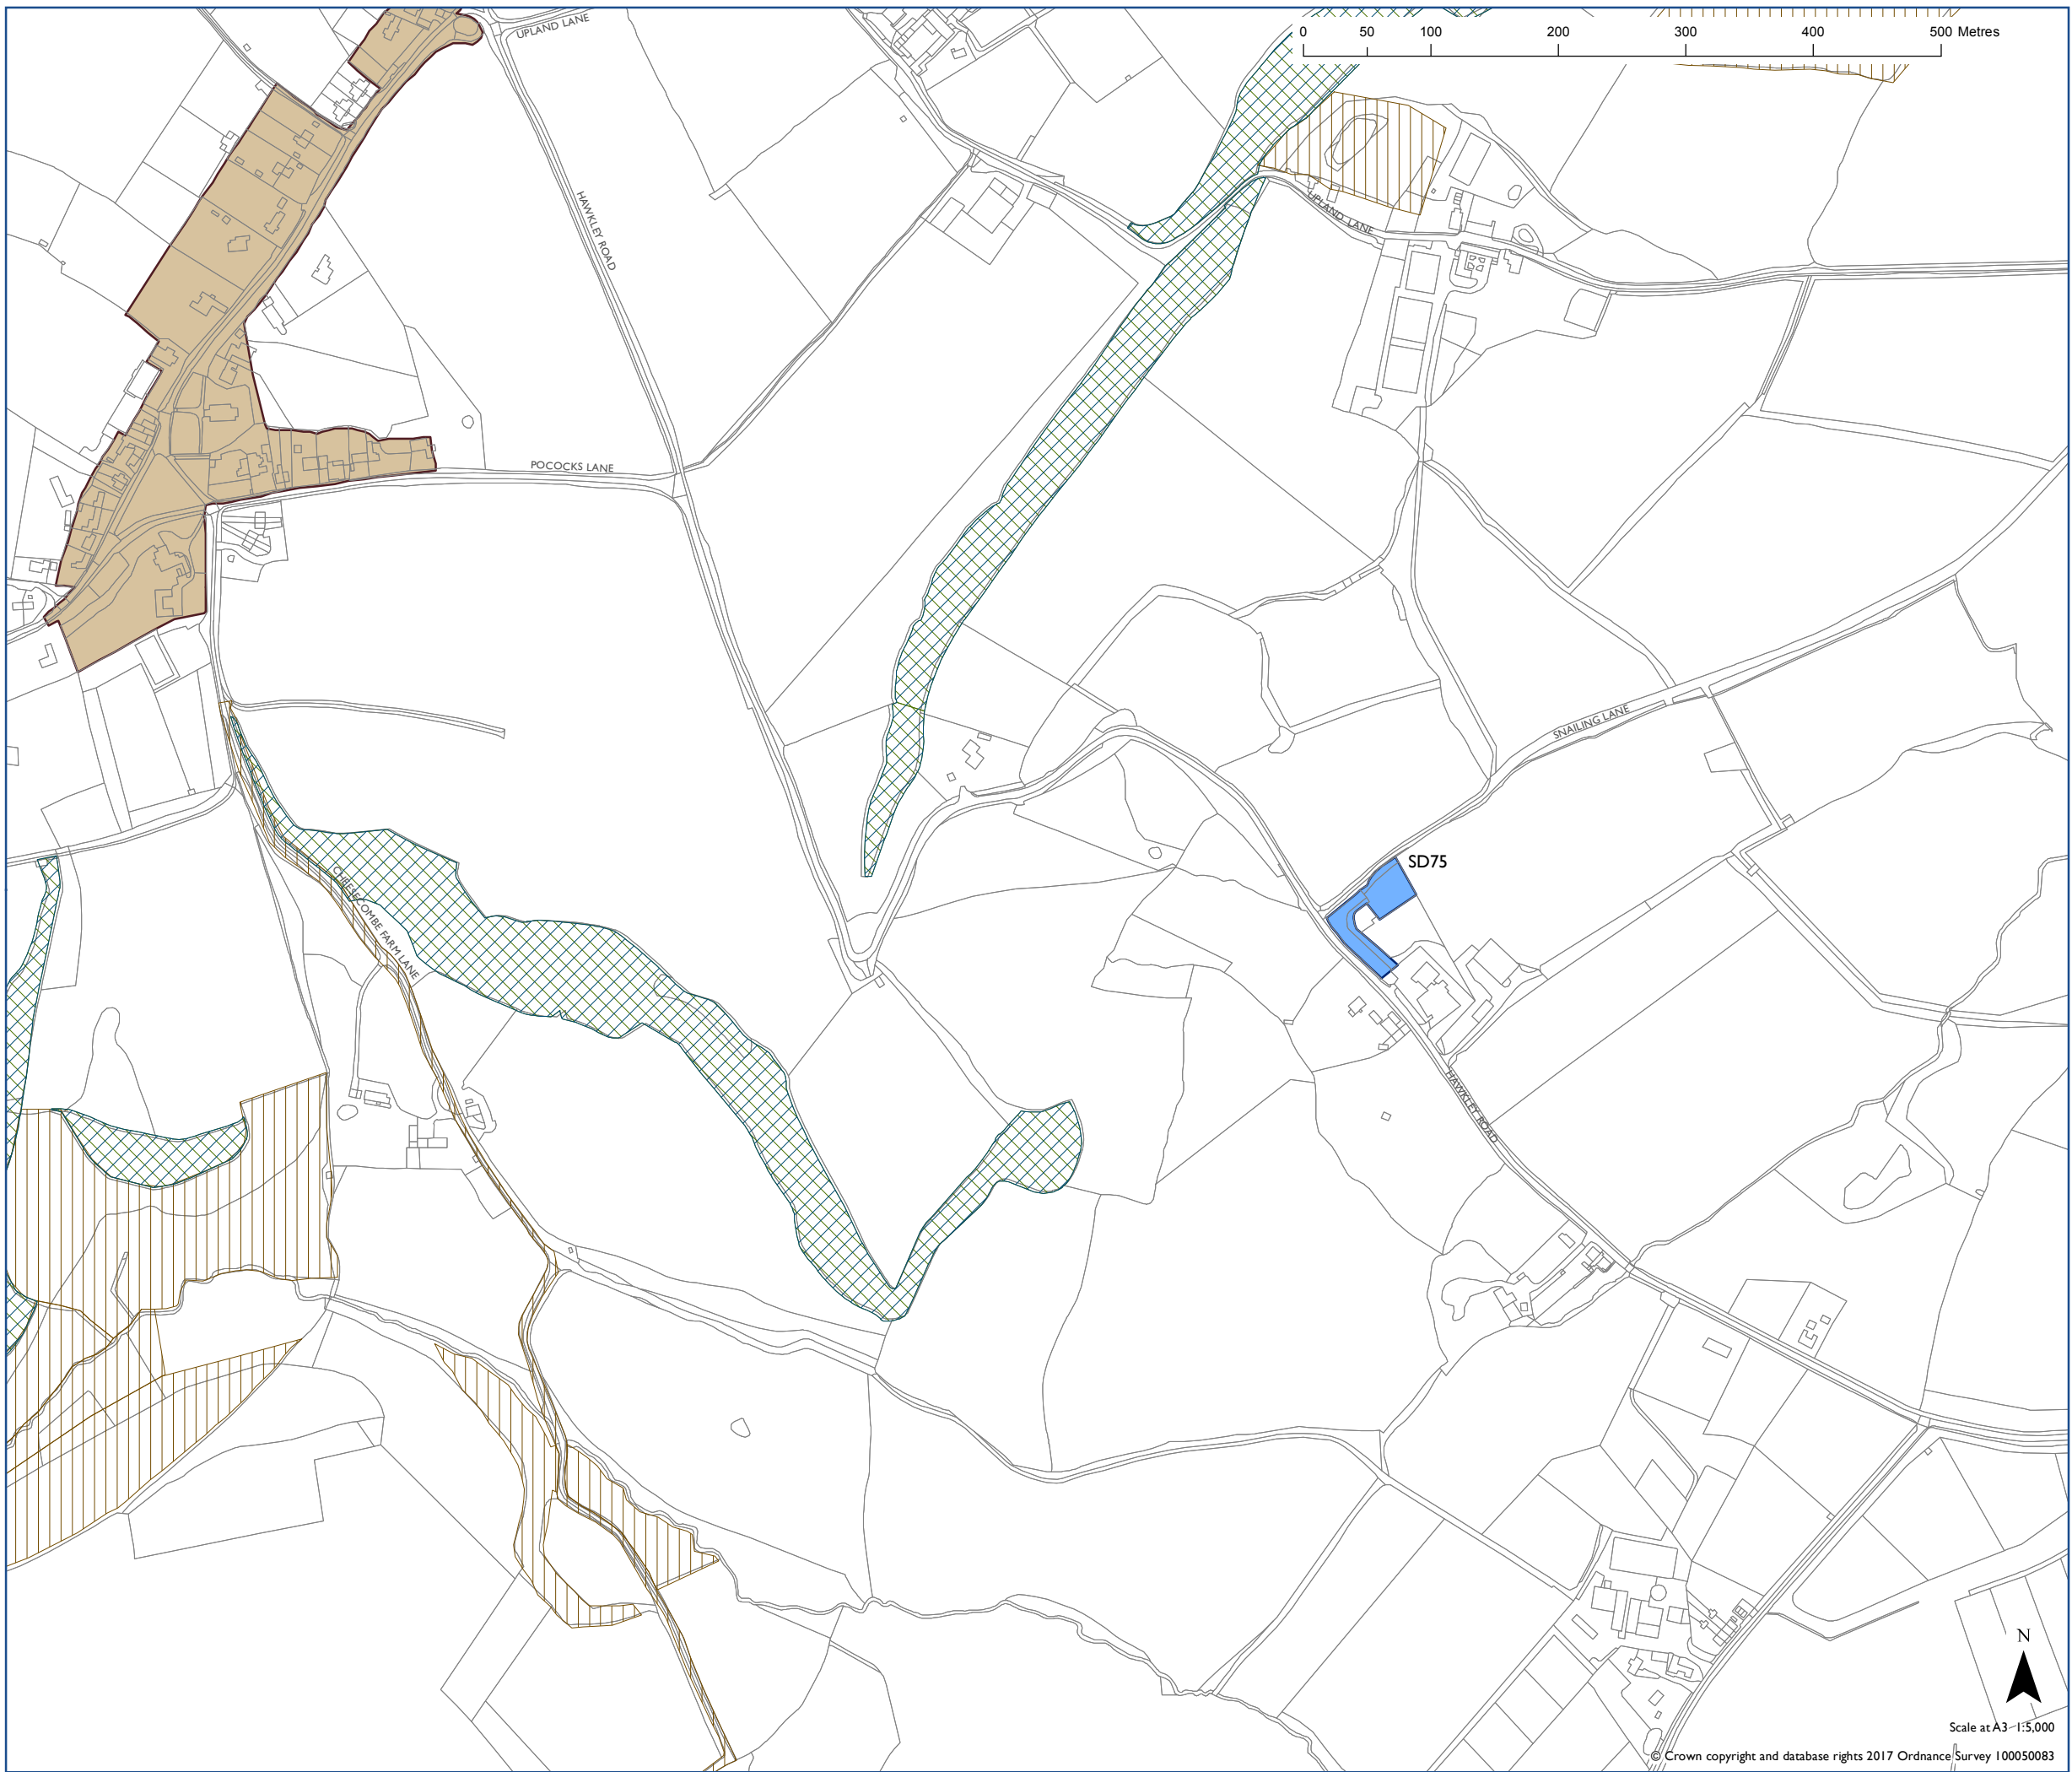 UPLAND LANE
0 50 100 200 300 400 500 Metres
HAWKLEY ROAD
UPLAND LANE
POCOCKS LANE
SNAILING LANE
SD75
CHEESECOMBE FARM LANE
HAWKLEY ROAD
N
Scale at A3 1:5,000
© Crown copyright and database rights 2017 Ordnance Survey 100050083